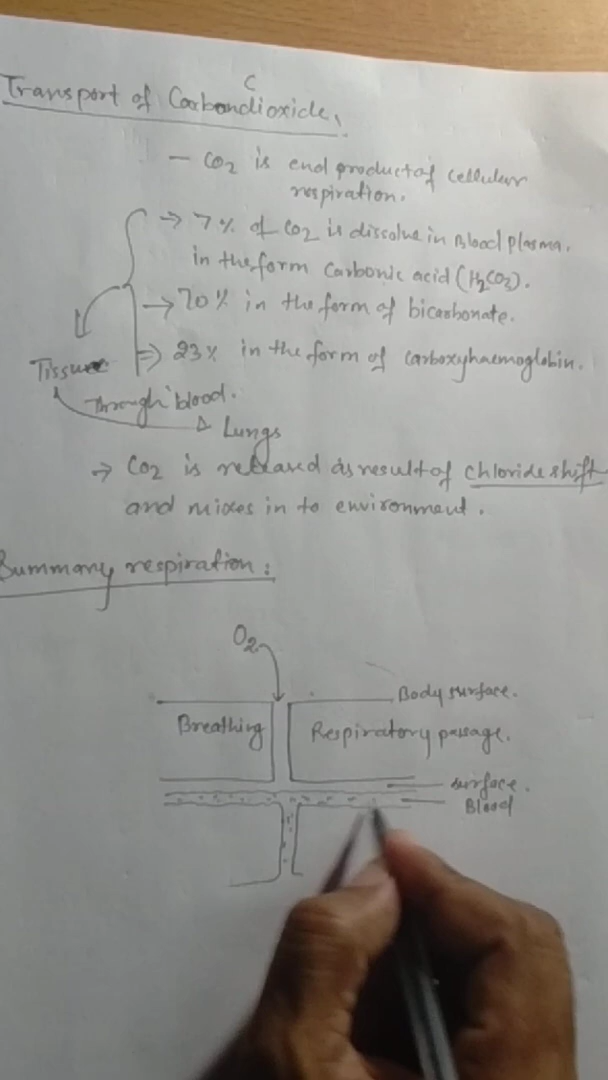 C
Transport of Carbondioxide,
- CO2 is end product of cellular
respiration.
→ 7% of CO2 is dissolve in Blood plasma.
in the form Carbonic acid (H2CO3).
→ 70% in the form of bicarbonate.
→ 23% in the form of carboxyhaemoglobin.
Tissue
Through blood.
Lungs
→ CO2 is released as result of chloride shift
and mixes in to environment.
Summary respiration:
O2
Body surface.
Breathing
Respiratory passage.
surface.
Blood